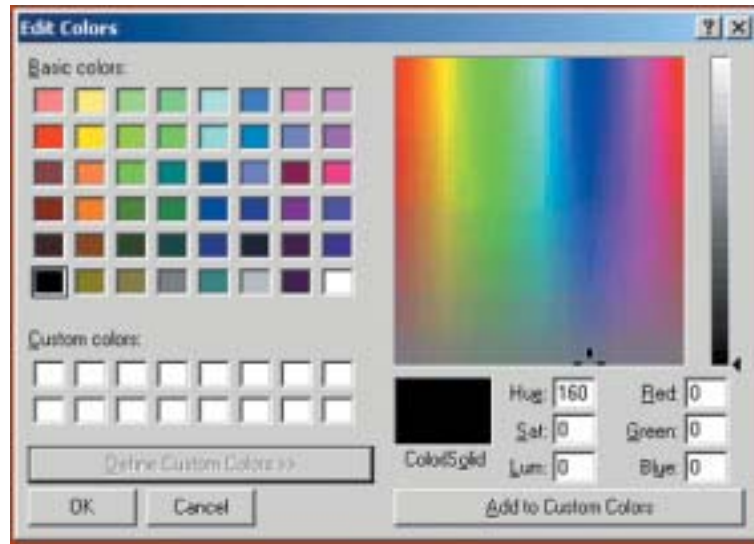 Edit Colors
Basic colors:
Custom colors:
Define Custom Colors >>
OK
Cancel
Color|Solid
Hue: 160
Sat: 0
Lum: 0
Red: 0
Green: 0
Blue: 0
Add to Custom Colors